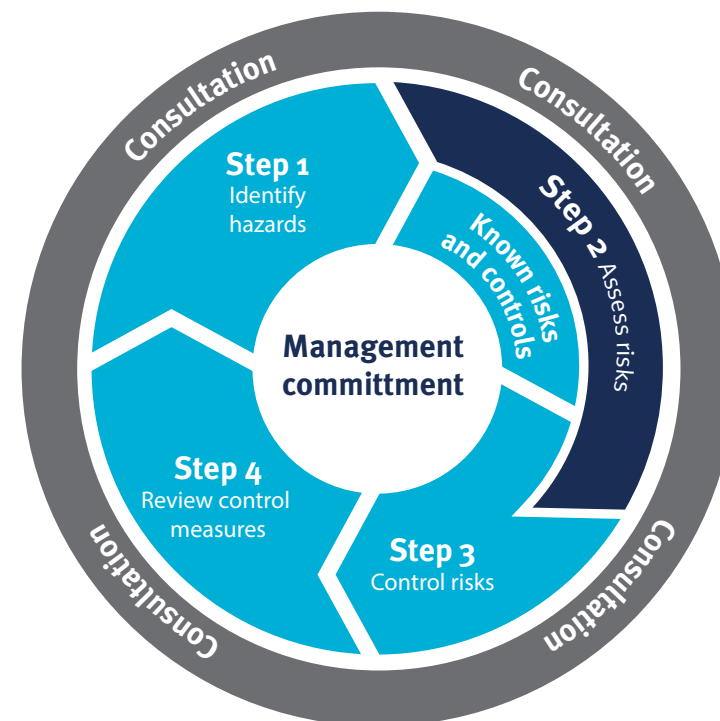 Consultation
Consultation
Step 1
Identify
hazards
Step 2 Assess risks
Known risks
and controls
Management
committment
Step 4
Review control
measures
Step 3
Control risks
Consultation
Consultation